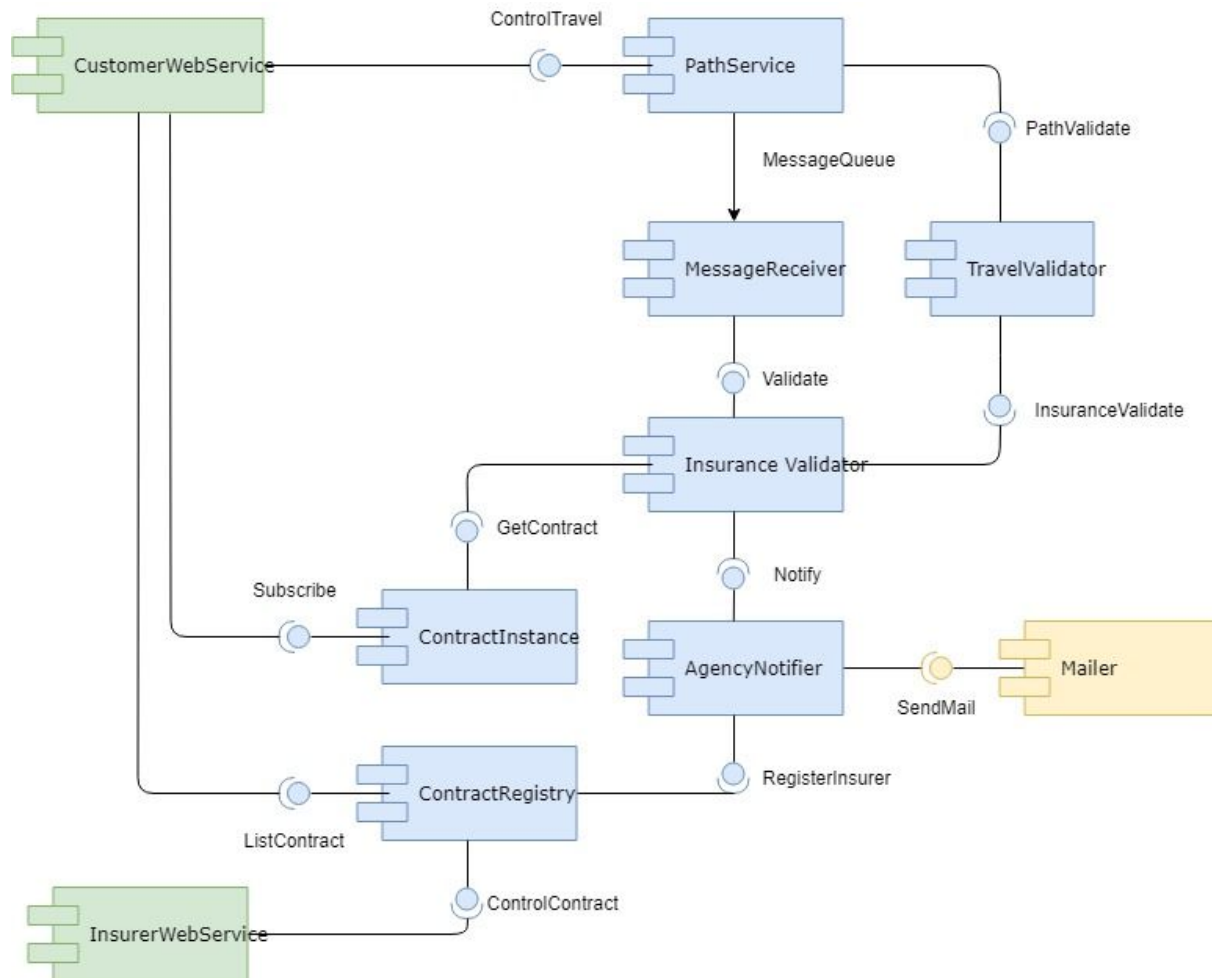 ControlTravel
CustomerWebService
PathService
PathValidate
MessageQueue
MessageReceiver
TravelValidator
Validate
InsuranceValidate
Insurance Validator
GetContract
Notify
Subscribe
ContractInstance
AgencyNotifier
Mailer
SendMail
RegisterInsurer
ContractRegistry
ListContract
ControlContract
InsurerWebService